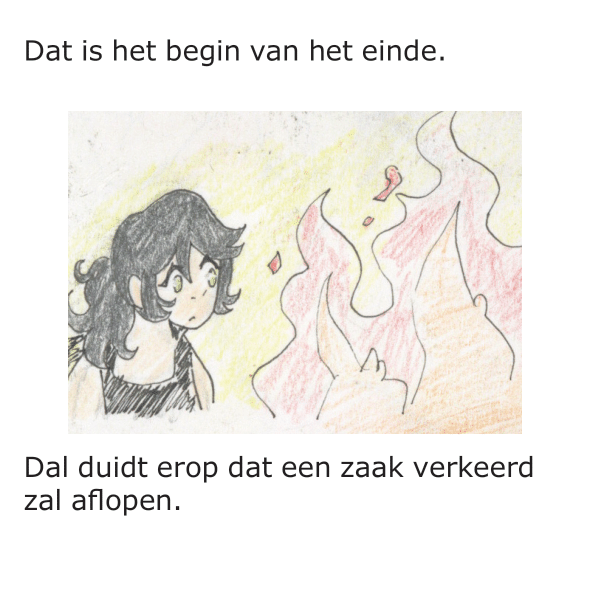 Dat is het begin van het einde.
Dal duidt erop dat een zaak verkeerd
zal aflopen.